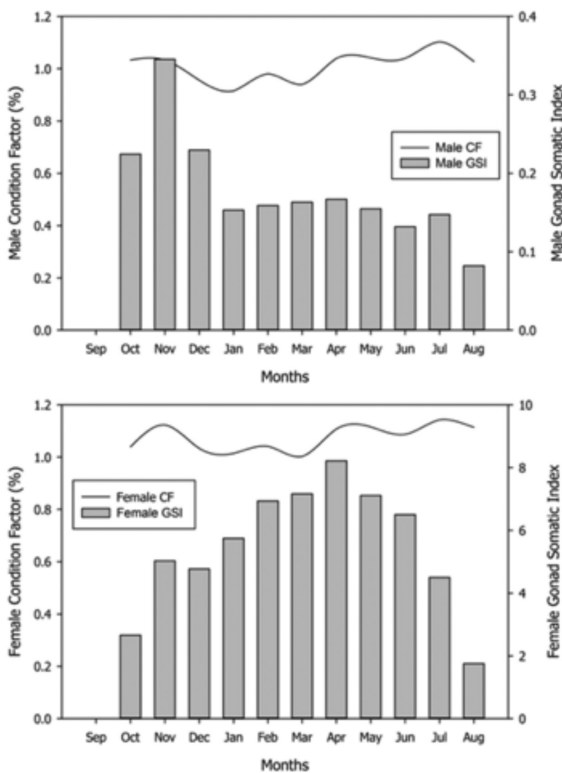 1.2
1.0
0.8
0.6
0.4
0.2
0.0
Male Condition Factor (%)
0.4
0.3
0.2
0.1
0.0
Male Gonad Somatic Index
Male CF
Male GSI
Sep Oct Nov Dec Jan Feb Mar Apr May Jun Jul Aug
Months
1.2
1.0
0.8
0.6
0.4
0.2
0.0
Female Condition Factor (%)
10
8
6
4
2
0
Female Gonad Somatic Index
Female CF
Female GSI
Sep Oct Nov Dec Jan Feb Mar Apr May Jun Jul Aug
Months